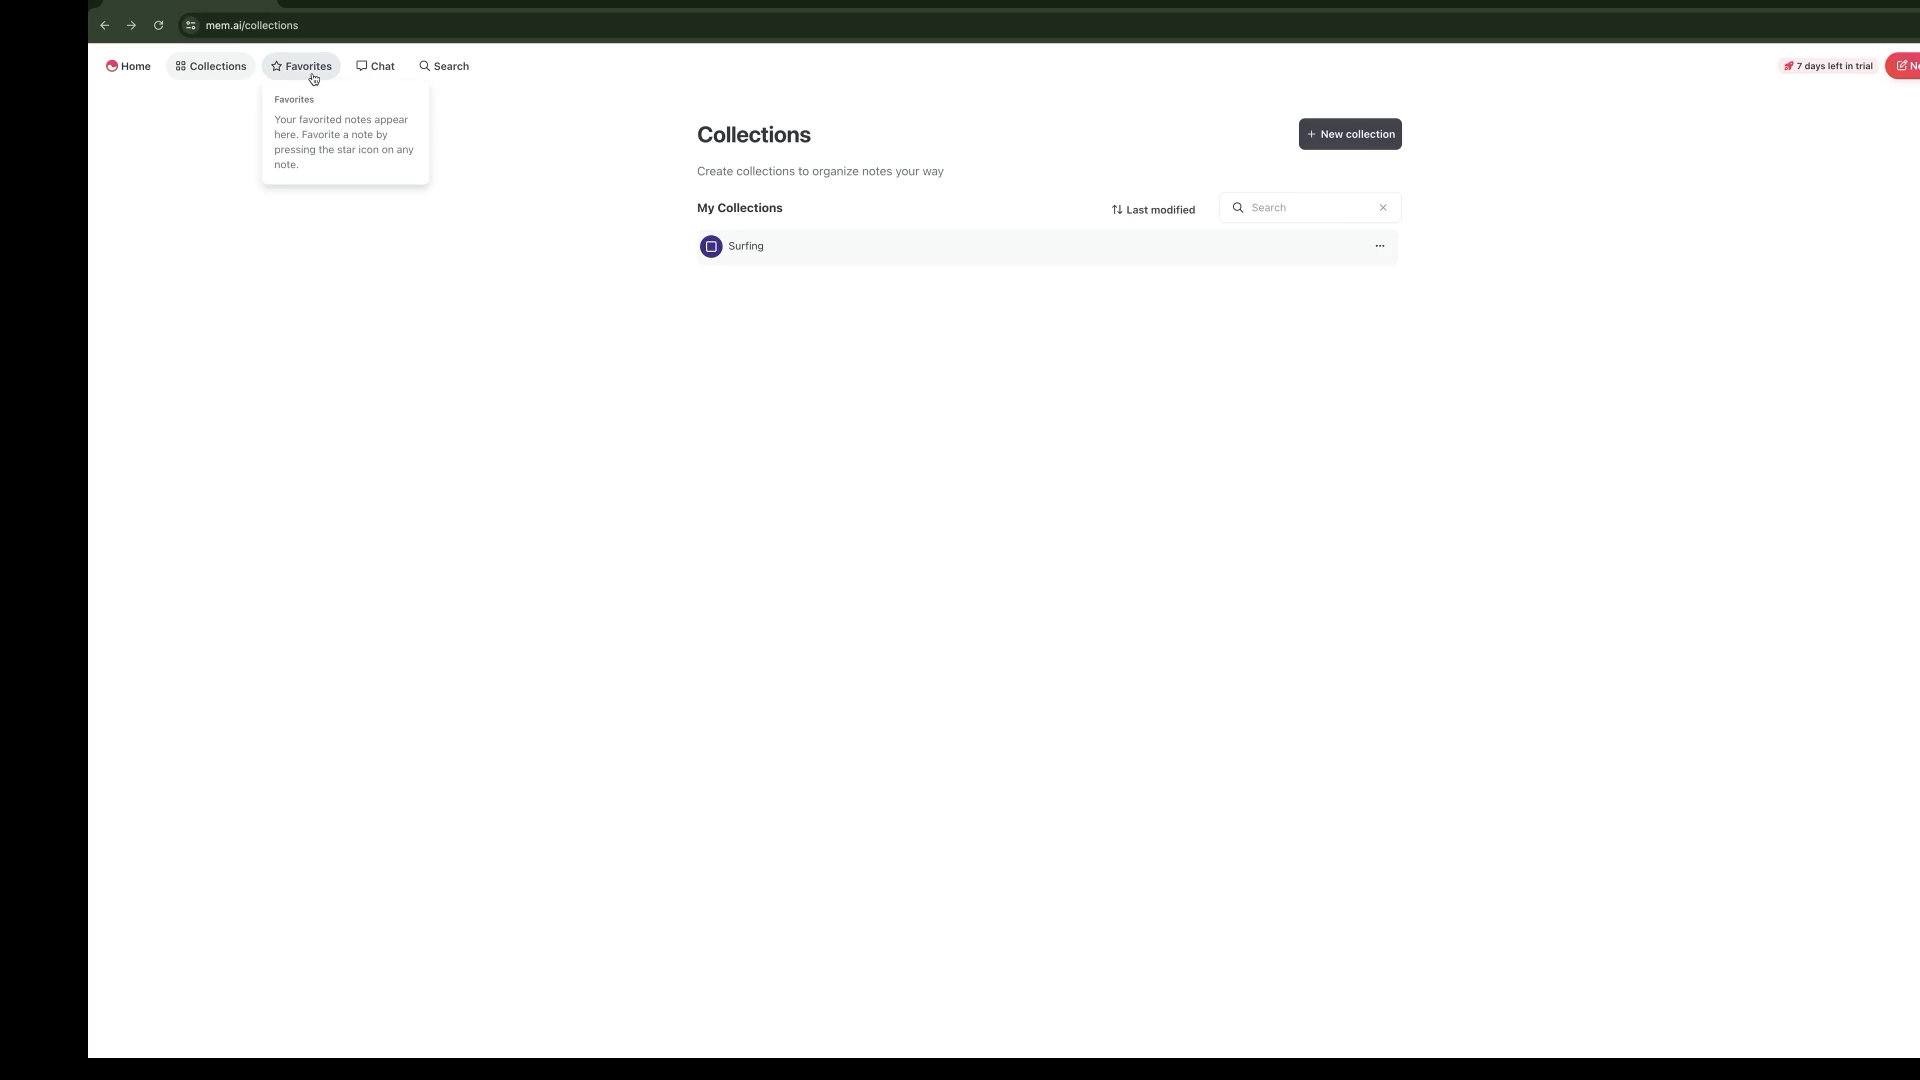 mem.ai/collections
Home Collections Favorites Chat Search
7 days left in trial
Favorites
Your favorited notes appear
here. Favorite a note by
pressing the star icon on any
note.
Collections
+ New collection
Create collections to organize notes your way
My Collections
Last modified
Search
Surfing